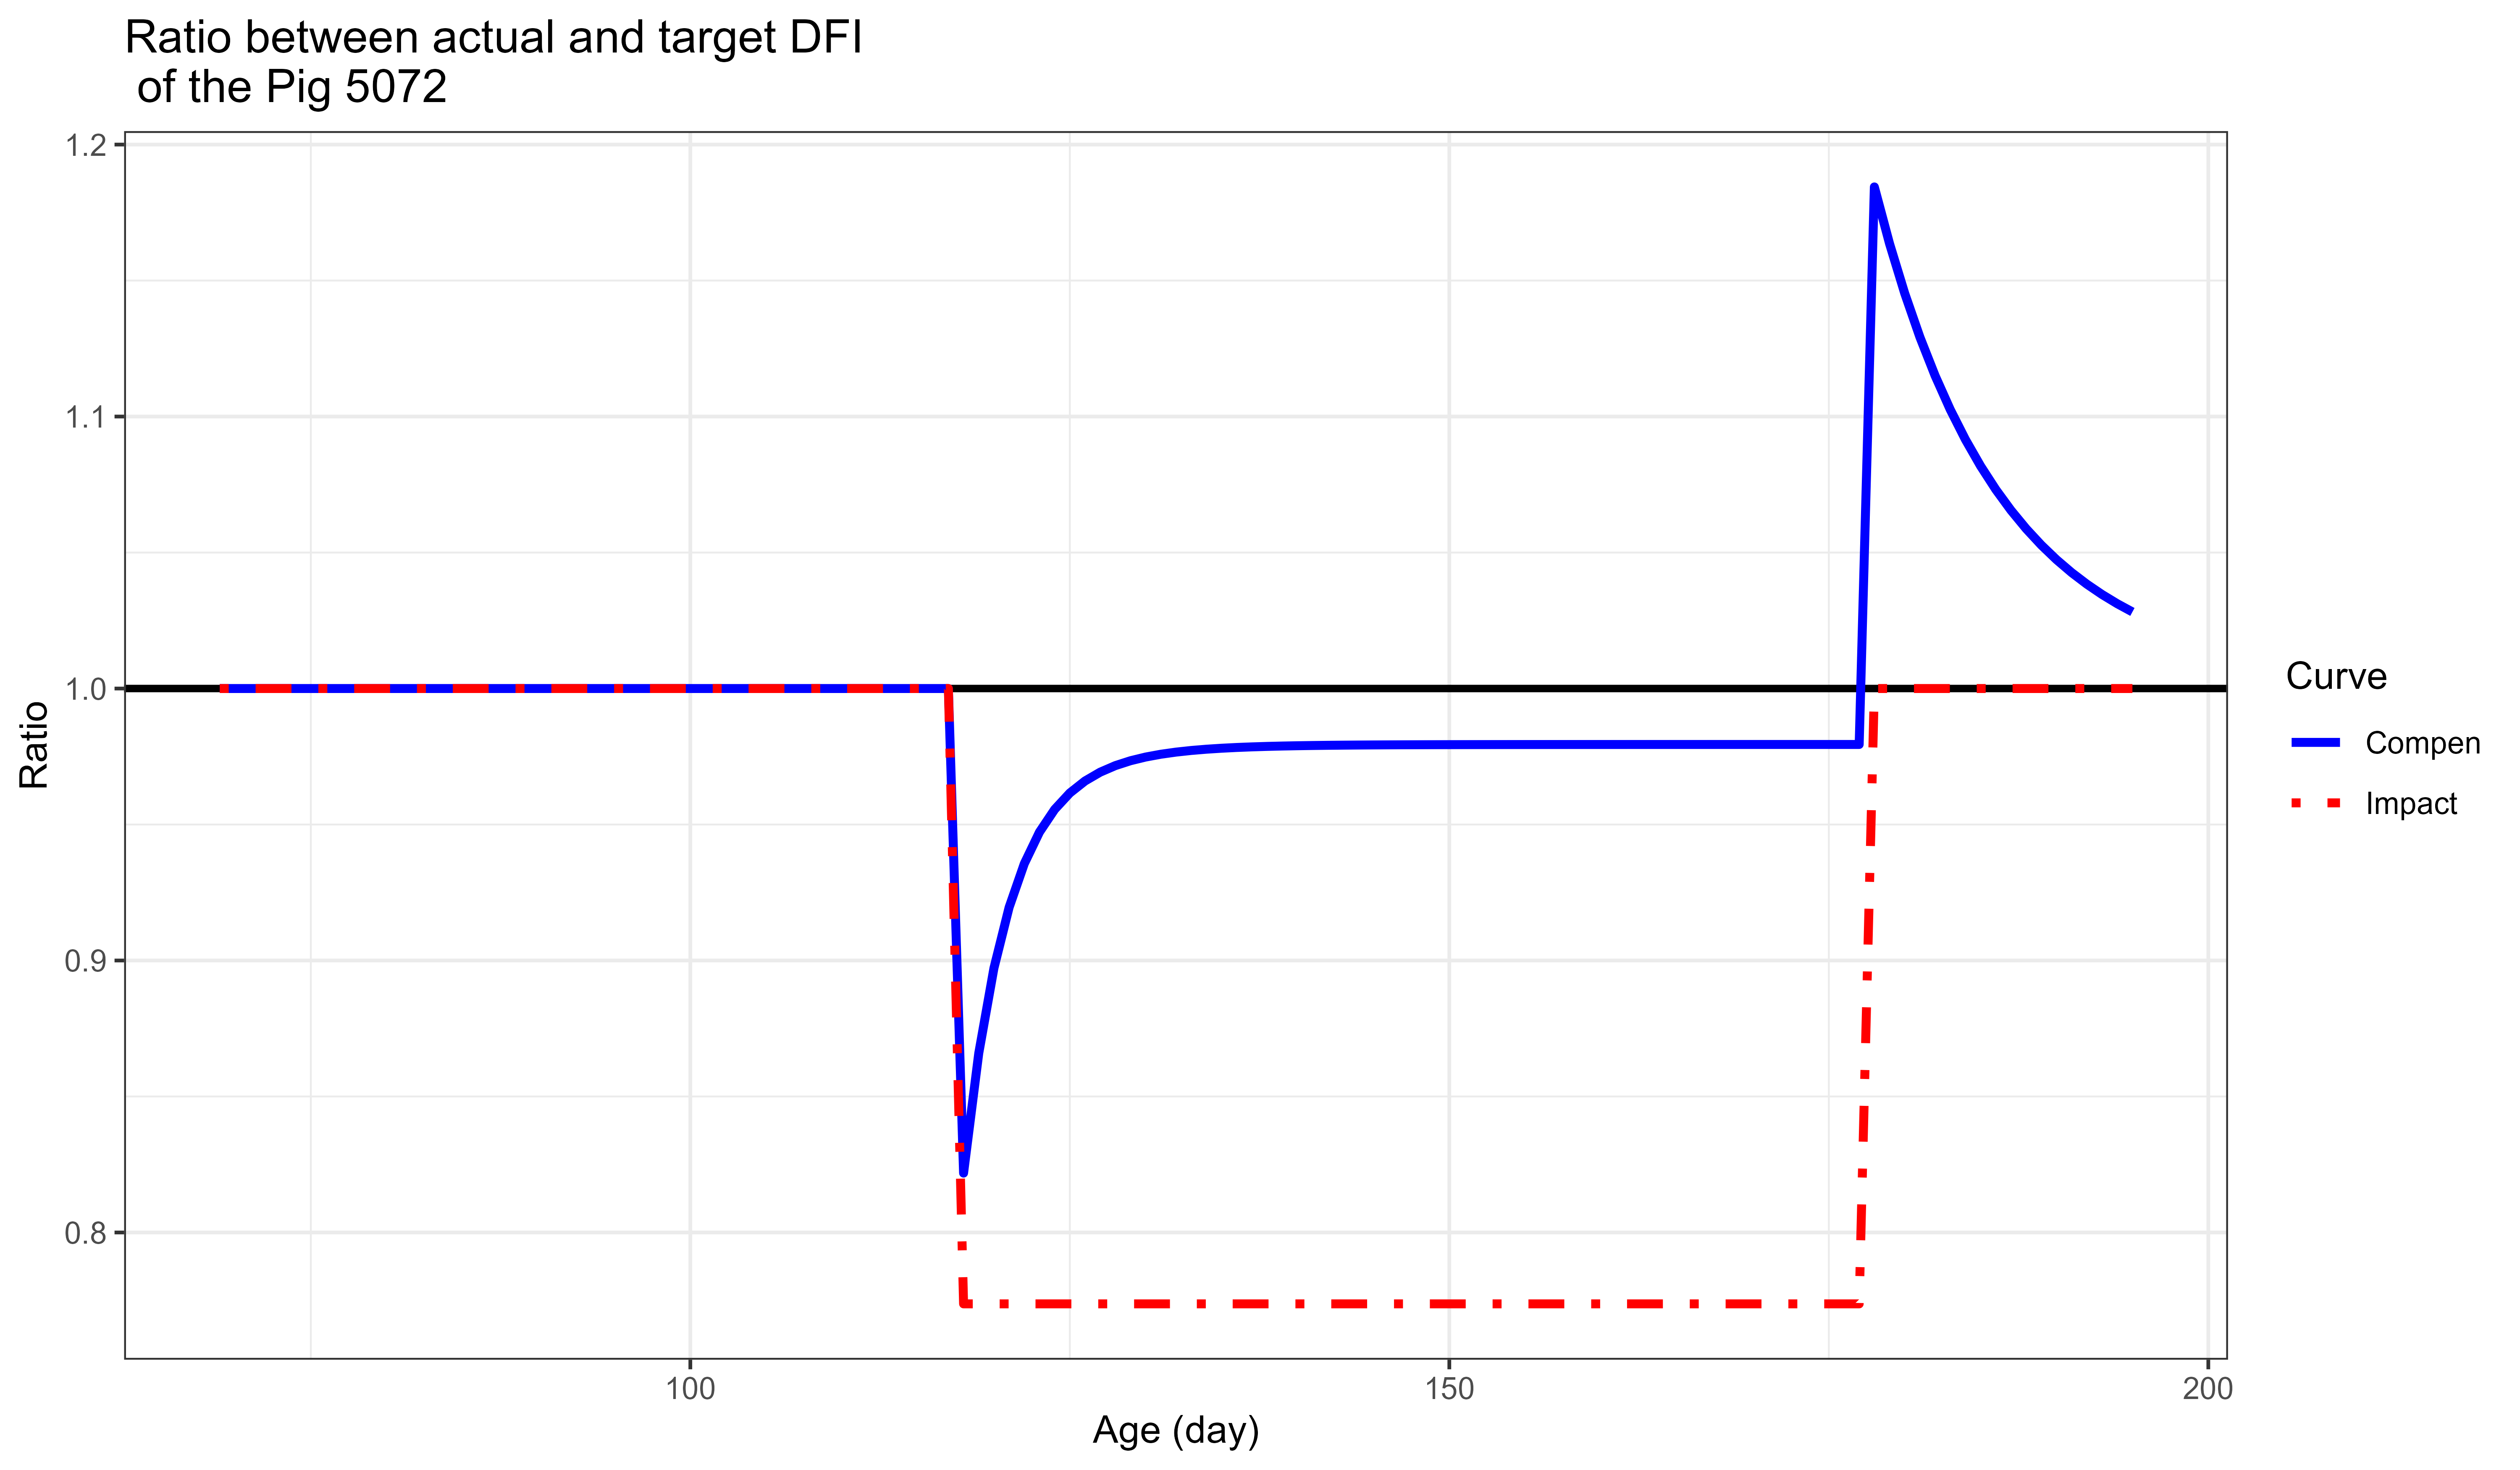 Ratio between actual and target DFI
of the Pig 5072
1.2
1.1
1.0
0.9
0.8
Ratio
100
150
200
Age (day)
Curve
Compen
Impact